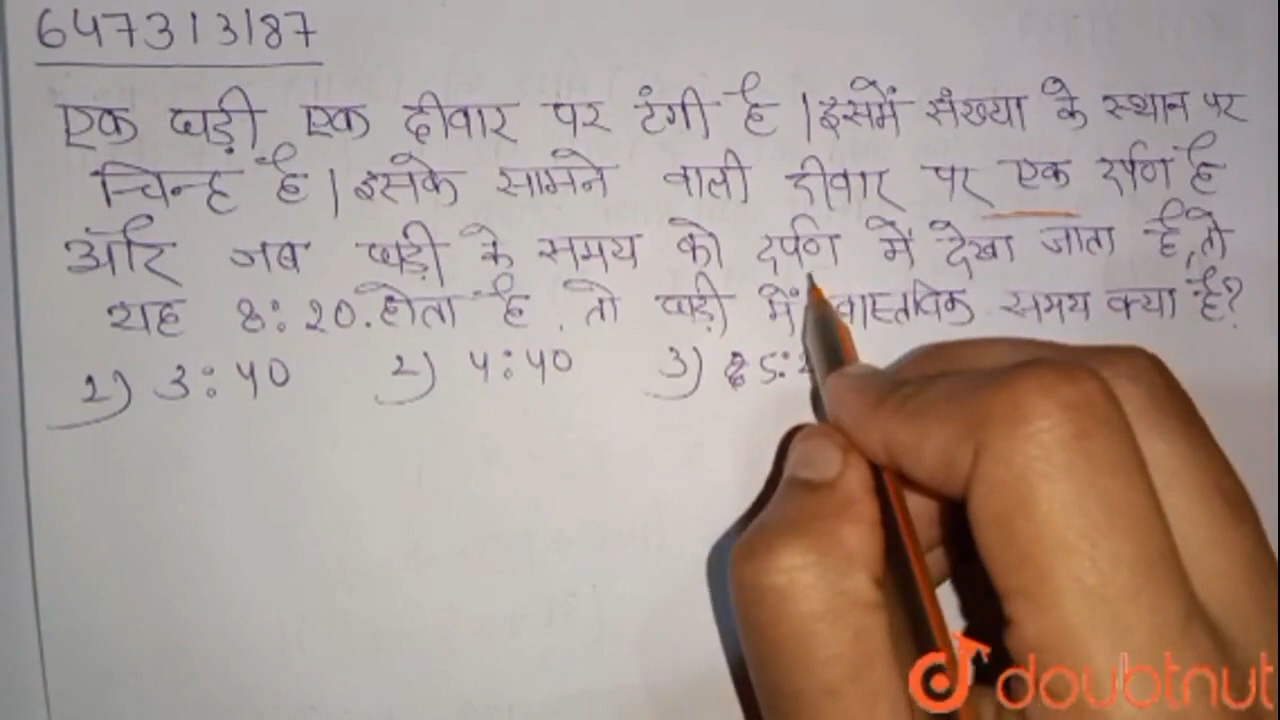 647313187
एक घड़ी एक दीवार पर टंगी है । इसमें संख्या के स्थान पर
चिन्ह है । इसके सामने वाली दीवार पर एक दर्पण है
और जब घड़ी के समय को दर्पण में देखा जाता है, तो
यह 8:20. होता है . तो घड़ी में वास्तविक समय क्या है?
1) 3:40 2) 4:40 3) 5:
doubtnut